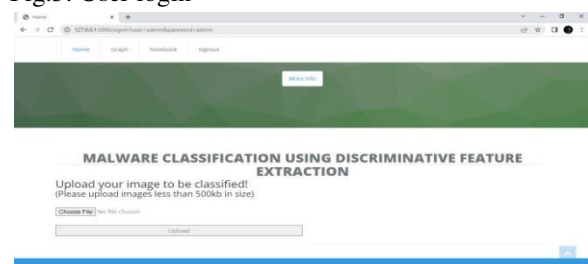 Fig.5: User login
Home
127.0.0.1:5000/signin?user=admin&password=admin
Home Graph Notebook Signout
More info
MALWARE CLASSIFICATION USING DISCRIMINATIVE FEATURE
EXTRACTION
Upload your image to be classified!
(Please upload images less than 500kb in size)
Choose File No file chosen
Upload